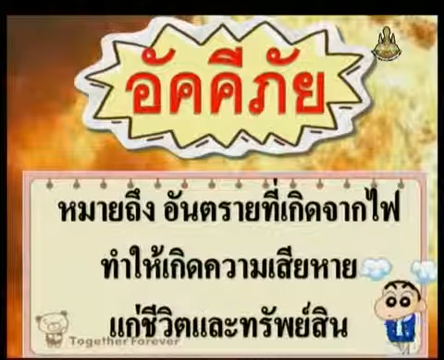 อัคคีภัย
หมายถึง อันตรายที่เกิดจากไฟ
ทำให้เกิดความเสียหาย
แก่ชีวิตและทรัพย์สิน
Together Forever